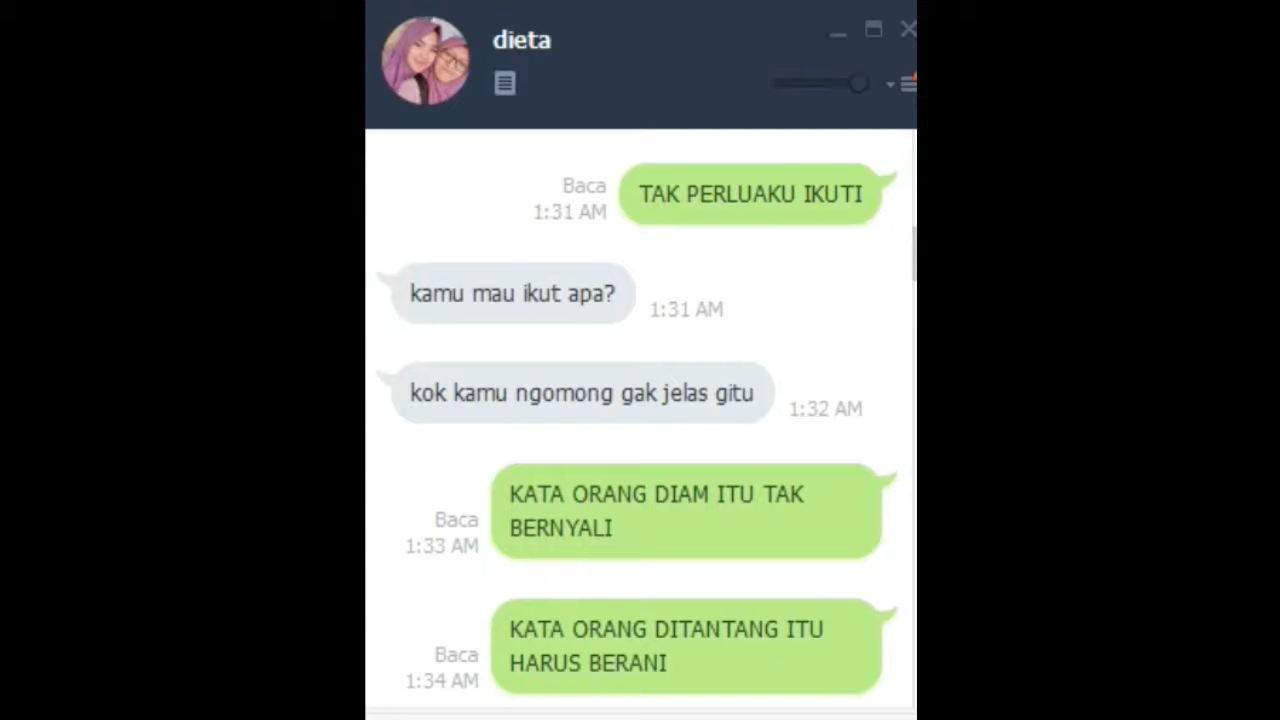 dieta
Baca
1:31 AM
TAK PERLUAKU IKUTI
kamu mau ikut apa?
1:31 AM
kok kamu ngomong gak jelas gitu
1:32 AM
KATA ORANG DIAM ITU TAK
BERNYALI
Baca
1:33 AM
KATA ORANG DITANTANG ITU
HARUS BERANI
Baca
1:34 AM